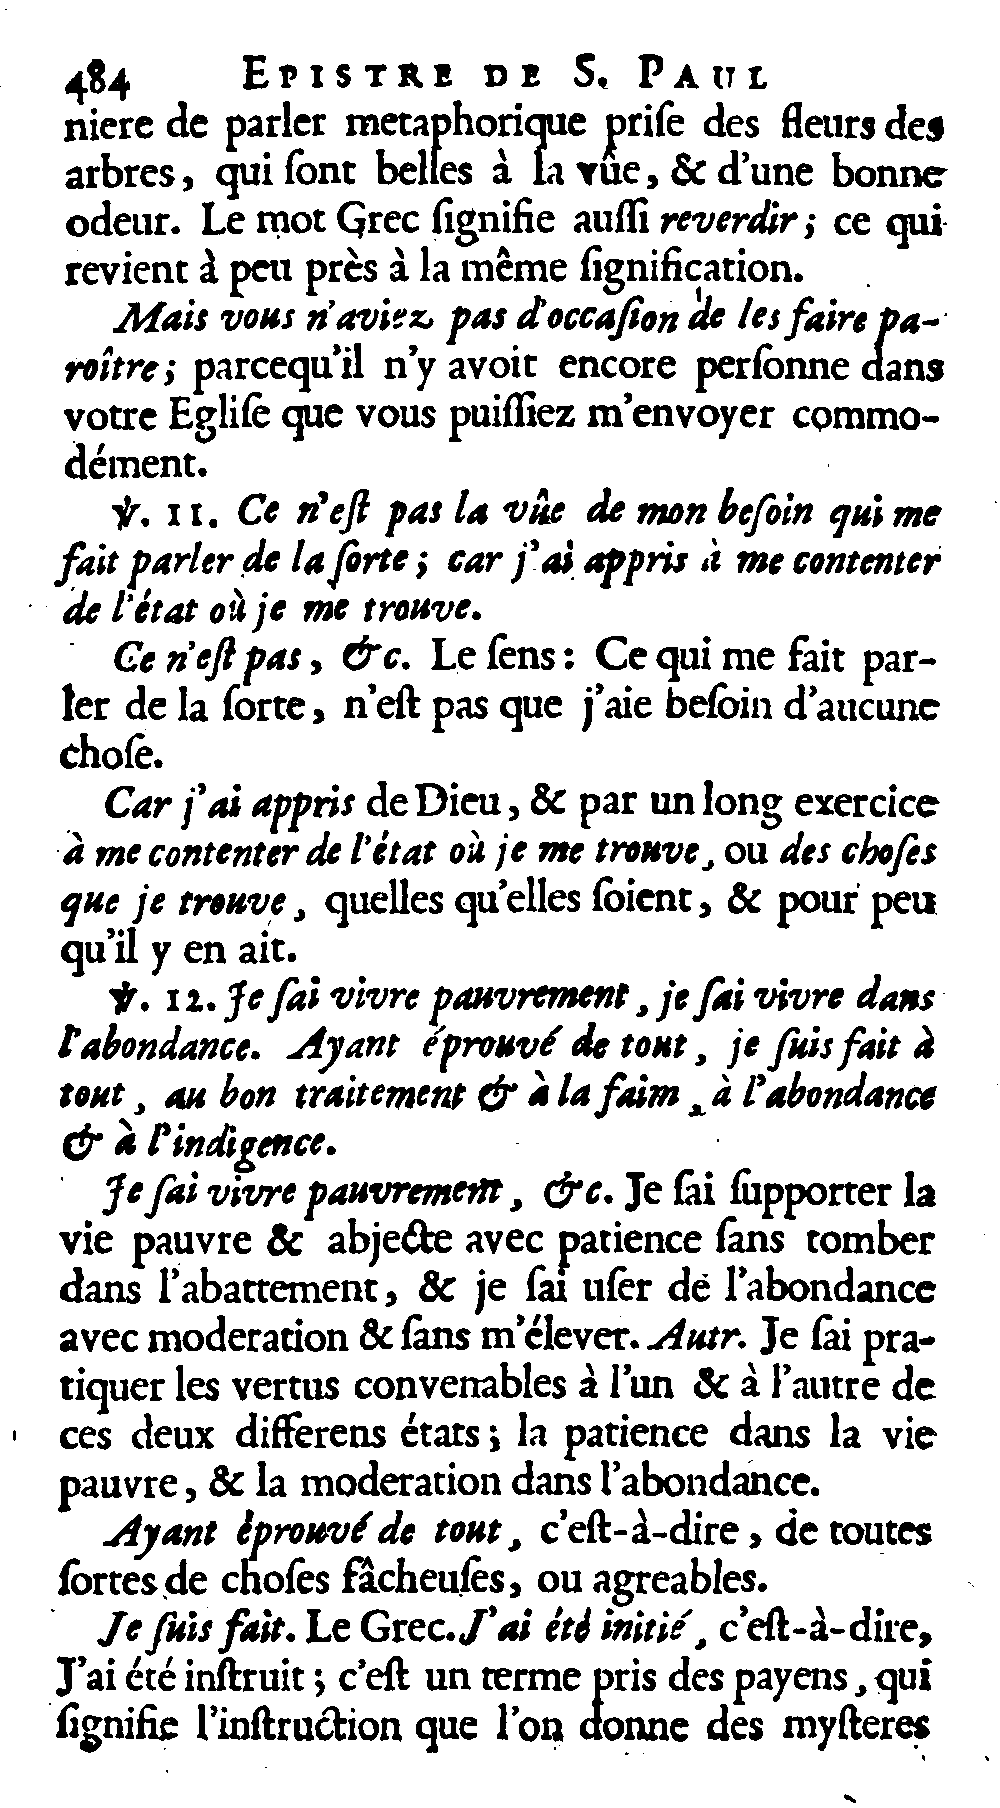 484 EPISTRE DE S. PAUL
niere de parler metaphorique priſe des fleurs des
arbres, qui ſont belles à la vûe, & d'une bonne
odeur. Le mot Grec ſignifie auſſi reverdir; ce qui
revient à peu près à la même ſignification.
Mais vous n'aviez pas d'occaſion de les faire pa-
roître; parcequ'il n'y avoit encore perſonne dans
votre Egliſe que vous puiſſiez m'envoyer commo-
dément.
℣. 11. Ce n'eſt pas la vûe de mon beſoin qui me
fait parler de la ſorte; car j'ai appris à me contenter
de l'état où je me trouve.
Ce n'eſt pas, &c. Le ſens: Ce qui me fait par-
ler de la ſorte, n'eſt pas que j'aie beſoin d'aucune
choſe.
Car j'ai appris de Dieu, & par un long exercice
à me contenter de l'état où je me trouve, ou des choſes
que je trouve, quelles qu'elles ſoient, & pour peu
qu'il y en ait.
℣. 12. Je ſai vivre pauvrement, je ſai vivre dans
l'abondance. Ayant éprouvé de tout, je ſuis fait à
tout, au bon traitement & à la faim, à l'abondance
& à l'indigence.
Je ſai vivre pauvrement, &c. Je ſai ſupporter la
vie pauvre & abjecte avec patience ſans tomber
dans l'abattement, & je ſai uſer de l'abondance
avec moderation & ſans m'élever. Autr. Je ſai pra-
tiquer les vertus convenables à l'un & à l'autre de
ces deux differens états; la patience dans la vie
pauvre, & la moderation dans l'abondance.
Ayant éprouvé de tout, c'eſt-à-dire, de toutes
ſortes de choſes fâcheuſes, ou agreables.
Je ſuis fait. Le Grec. J'ai été initié, c'eſt-à-dire,
J'ai été inſtruit; c'eſt un terme pris des payens, qui
ſignifie l'inſtruction que l'on donne des myſteres